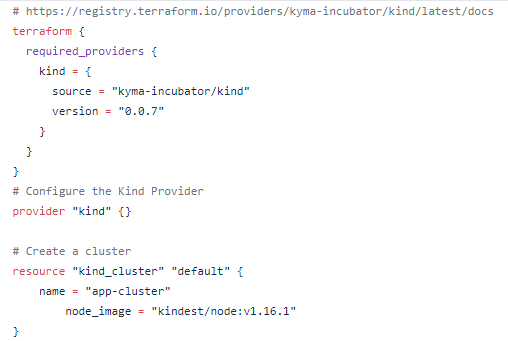 # https://registry.terraform.io/providers/kyma-incubator/kind/latest/docs
terraform {
  required_providers {
    kind = {
      source = "kyma-incubator/kind"
      version = "0.0.7"
    }
  }
}
# Configure the Kind Provider
provider "kind" {}

# Create a cluster
resource "kind_cluster" "default" {
    name = "app-cluster"
        node_image = "kindest/node:v1.16.1"
}